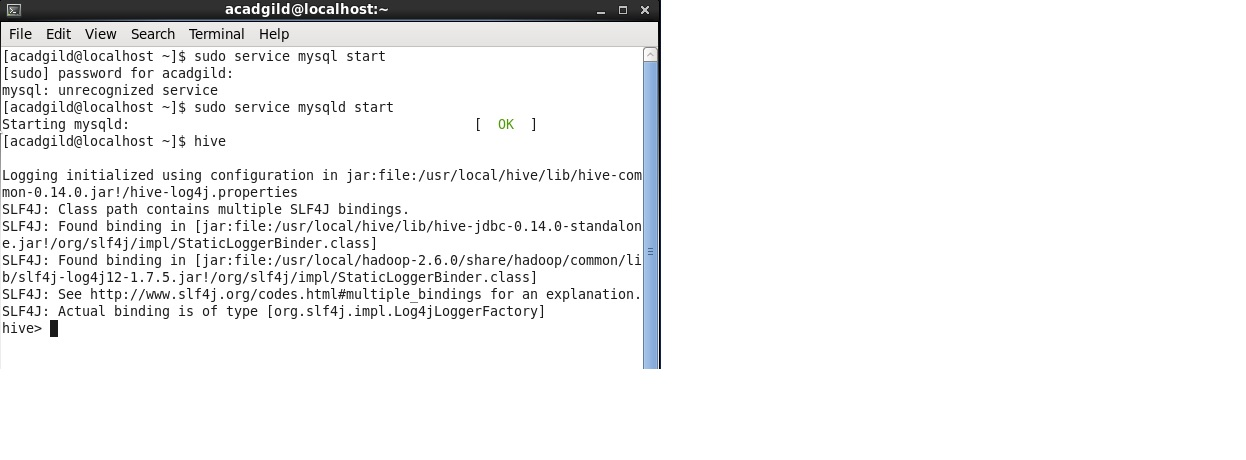 acadgild@localhost:~
File Edit View Search Terminal Help
[acadgild@localhost ~]$ sudo service mysql start
[sudo] password for acadgild:
mysql: unrecognized service
[acadgild@localhost ~]$ sudo service mysqld start
Starting mysqld: [ OK ]
[acadgild@localhost ~]$ hive
Logging initialized using configuration in jar:file:/usr/local/hive/lib/hive-com
mon-0.14.0.jar!/hive-log4j.properties
SLF4J: Class path contains multiple SLF4J bindings.
SLF4J: Found binding in [jar:file:/usr/local/hive/lib/hive-jdbc-0.14.0-standalon
e.jar!/org/slf4j/impl/StaticLoggerBinder.class]
SLF4J: Found binding in [jar:file:/usr/local/hadoop-2.6.0/share/hadoop/common/li
b/slf4j-log4j12-1.7.5.jar!/org/slf4j/impl/StaticLoggerBinder.class]
SLF4J: See http://www.slf4j.org/codes.html#multiple_bindings for an explanation.
SLF4J: Actual binding is of type [org.slf4j.impl.Log4jLoggerFactory]
hive>